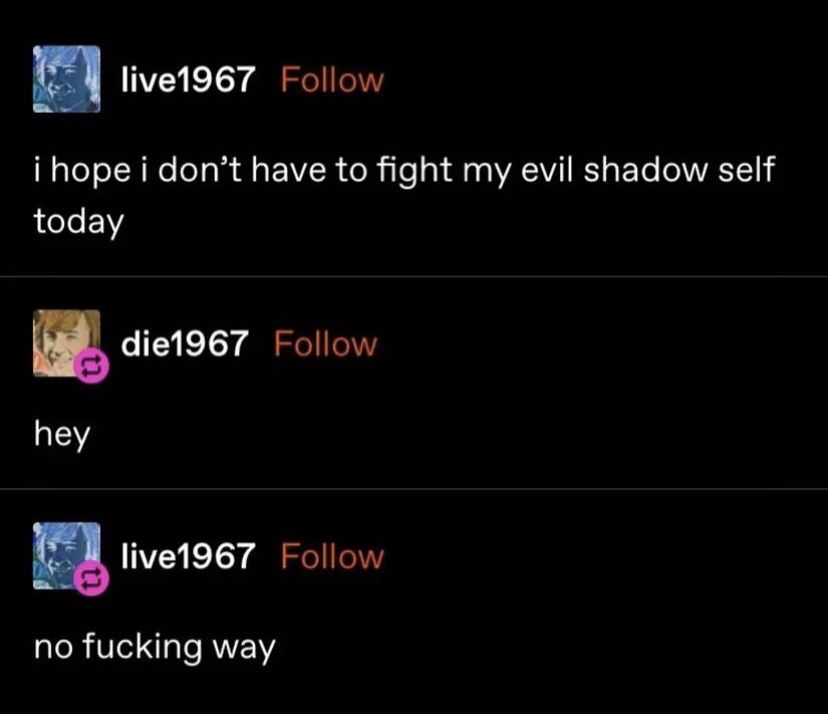 live1967 Follow
i hope i don’t have to fight my evil shadow self
today
die1967 Follow
hey
live1967 Follow
no fucking way